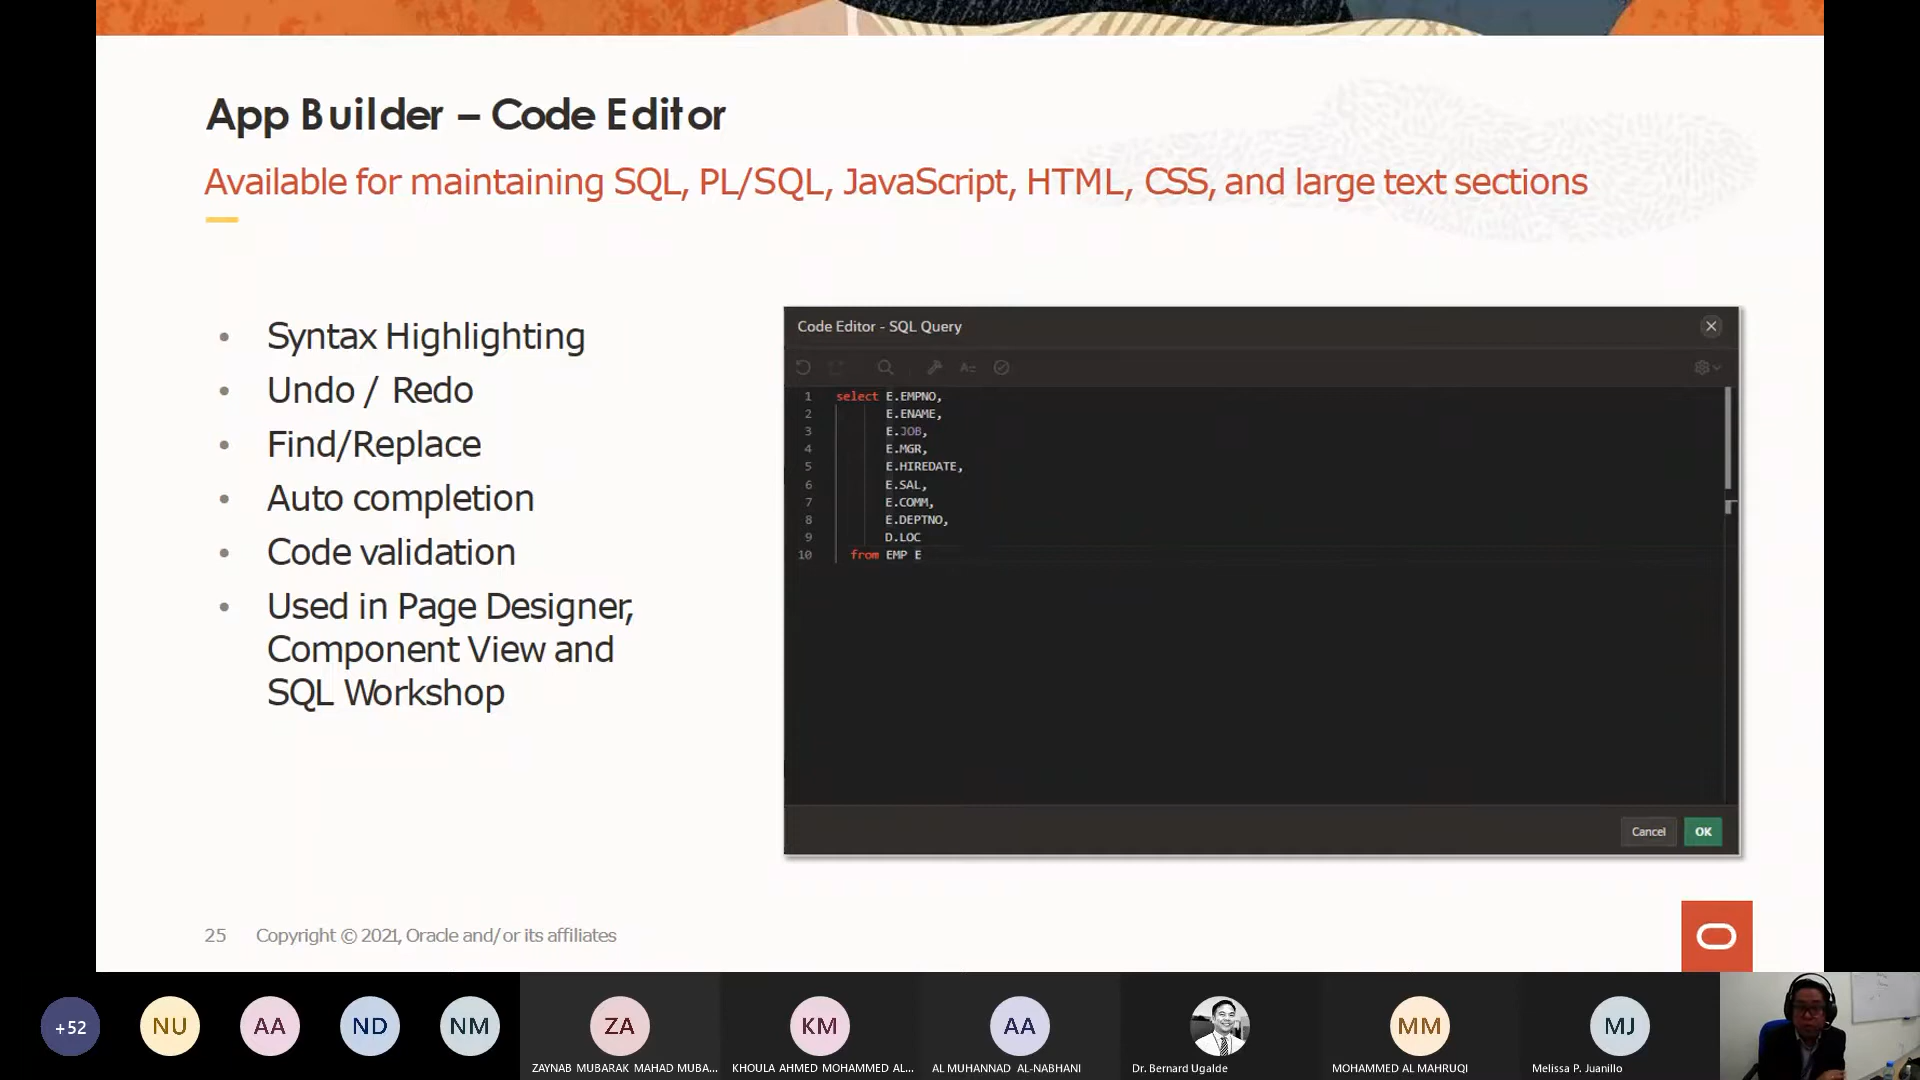 App Builder – Code Editor
Available for maintaining SQL, PL/SQL, JavaScript, HTML, CSS, and large text sections
• Syntax Highlighting
• Undo / Redo
• Find/Replace
• Auto completion
• Code validation
• Used in Page Designer,
Component View and
SQL Workshop
Code Editor - SQL Query
1 select E.EMPNO,
2 E.ENAME,
3 E.JOB,
4 E.MGR,
5 E.HIREDATE,
6 E.SAL,
7 E.COMM,
8 E.DEPTNO,
9 D.LOC
10 from EMP E
Cancel OK
25 Copyright © 2021, Oracle and/or its affiliates
+52 NU AA ND NM ZA KM AA MM MJ
ZAYNAB MUBARAK MAHAD MUBA... KHOULA AHMED MOHAMMED AL... AL MUHANNAD AL-NABHANI Dr. Bernard Ugalde MOHAMMED AL MAHRUQI Melissa P. Juanillo